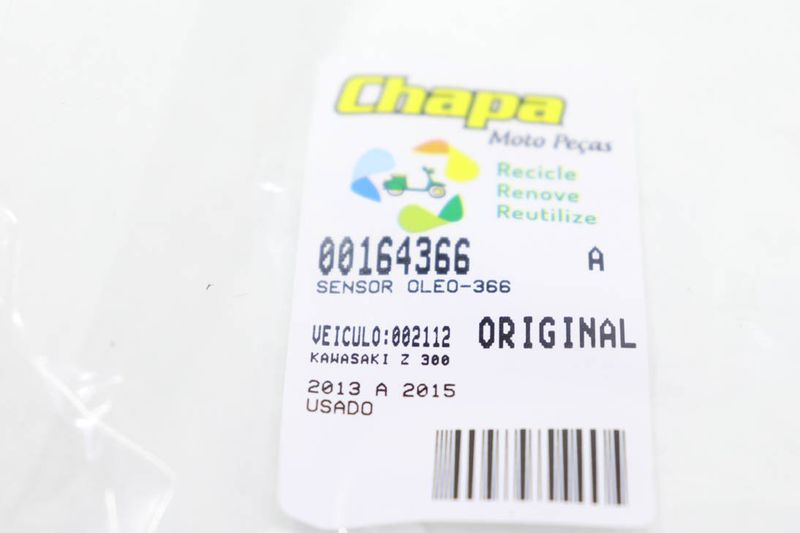 Chapa
Moto Peças
Recicle
Renove
Reutilize
00164366 A
SENSOR OLEO-366
VEICULO:002112 ORIGINAL
KAWASAKI Z 300
2013 A 2015
USADO